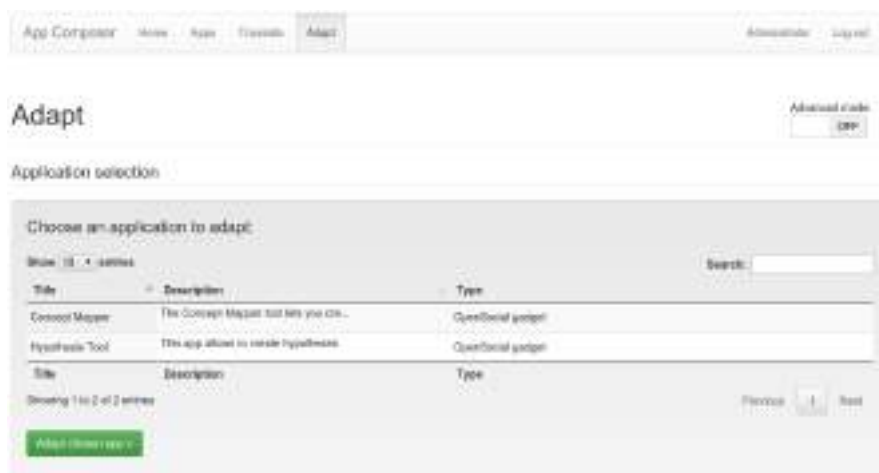 App Composer Home Apps Translate Adapt Log out
Adapt
Advanced mode
OFF
Application selection
Choose an application to adapt:
Show 10 entries
Search:
Title Description Type
Concept Mapper The Concept Mapper tool lets you cre... OpenSocial gadget
Hypothesis Tool This app allows to create hypotheses OpenSocial gadget
Title Description Type
Showing 1 to 2 of 2 entries
Previous 1 Next